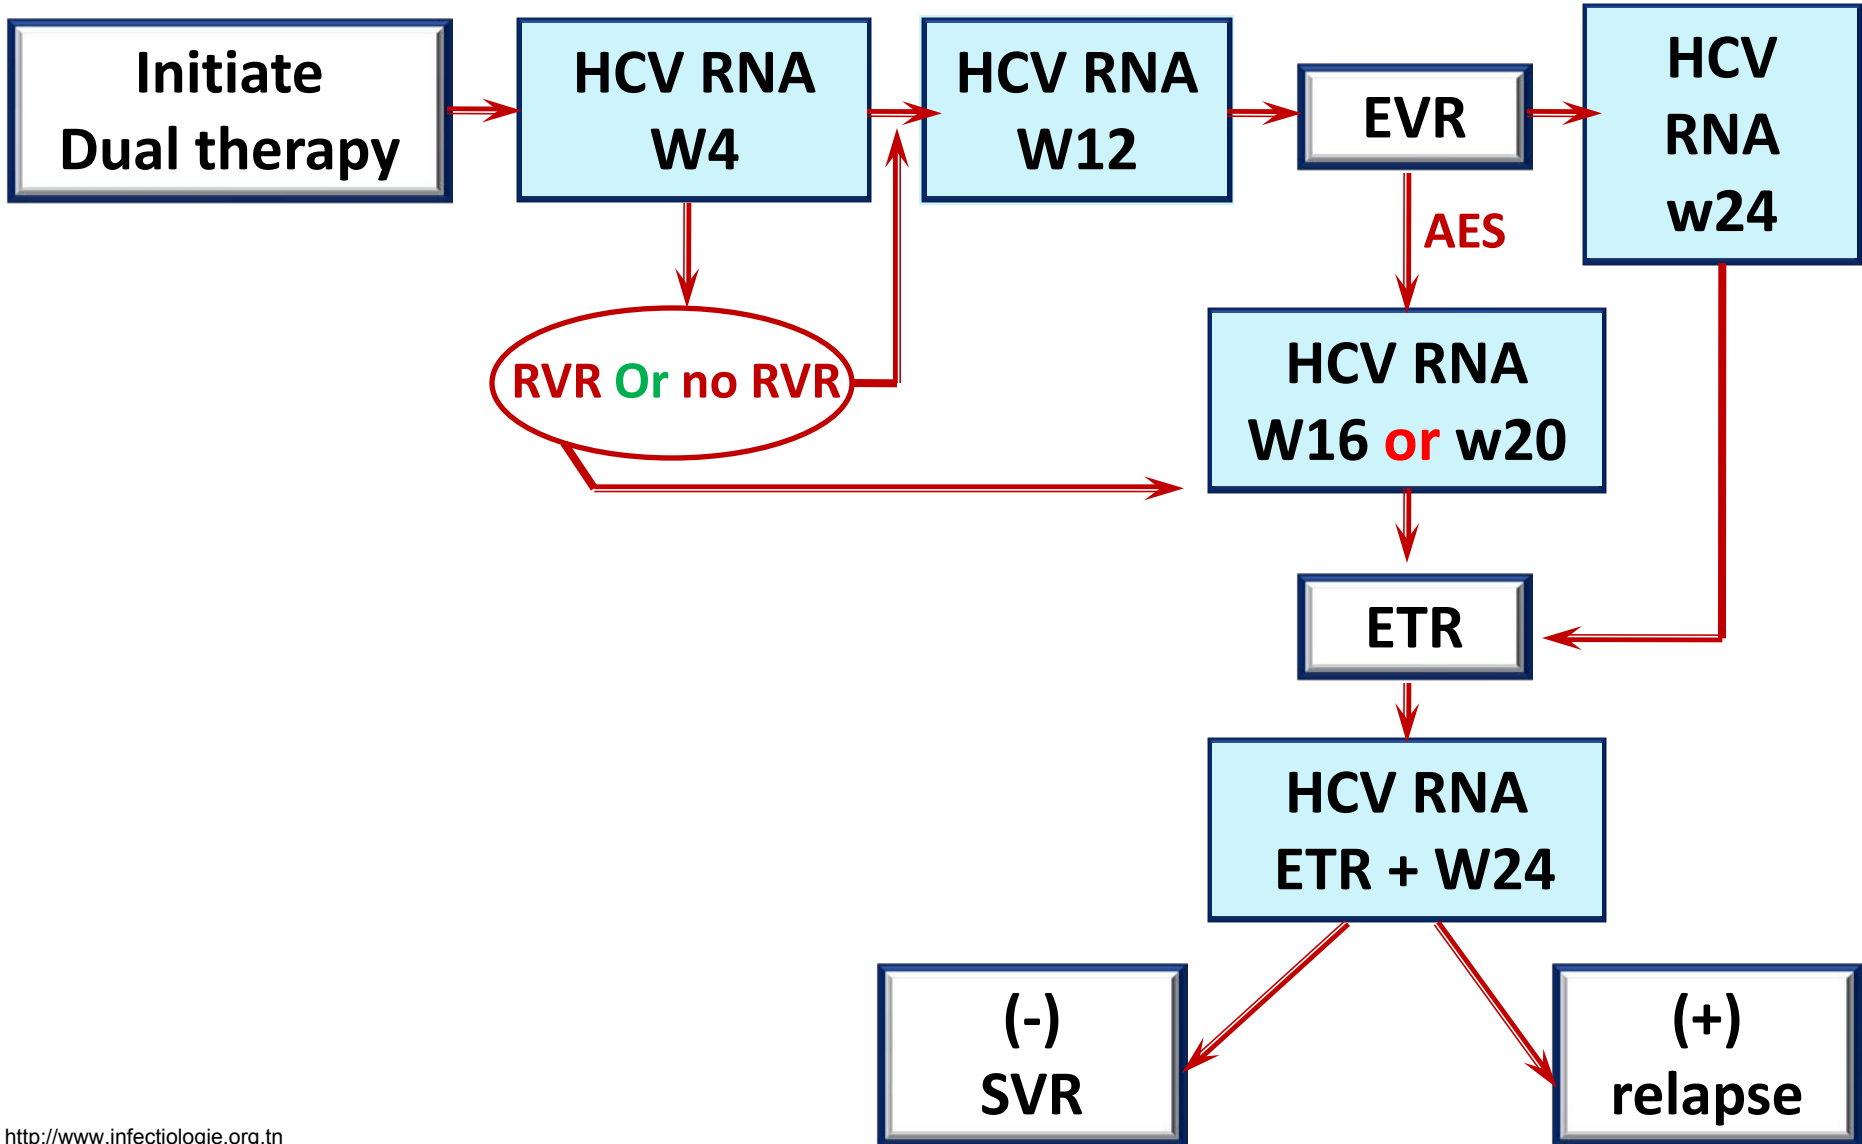 Initiate
Dual therapy
HCV RNA
W4
HCV RNA
W12
EVR
HCV
RNA
w24
AES
RVR Or no RVR
HCV RNA
W16 or w20
ETR
HCV RNA
ETR + W24
(-)
SVR
(+)
relapse
http://www.infectiologie.org.tn